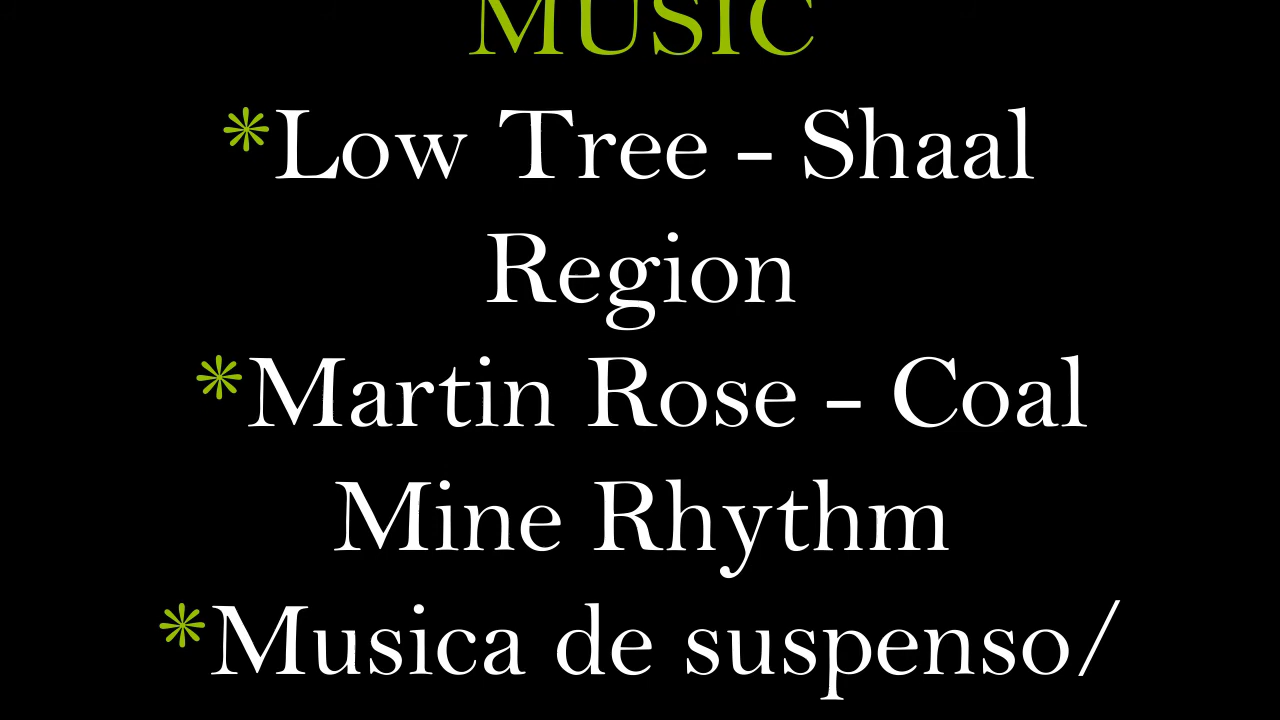 MUSIC
*Low Tree - Shaal
Region
*Martin Rose - Coal
Mine Rhythm
*Musica de suspenso/